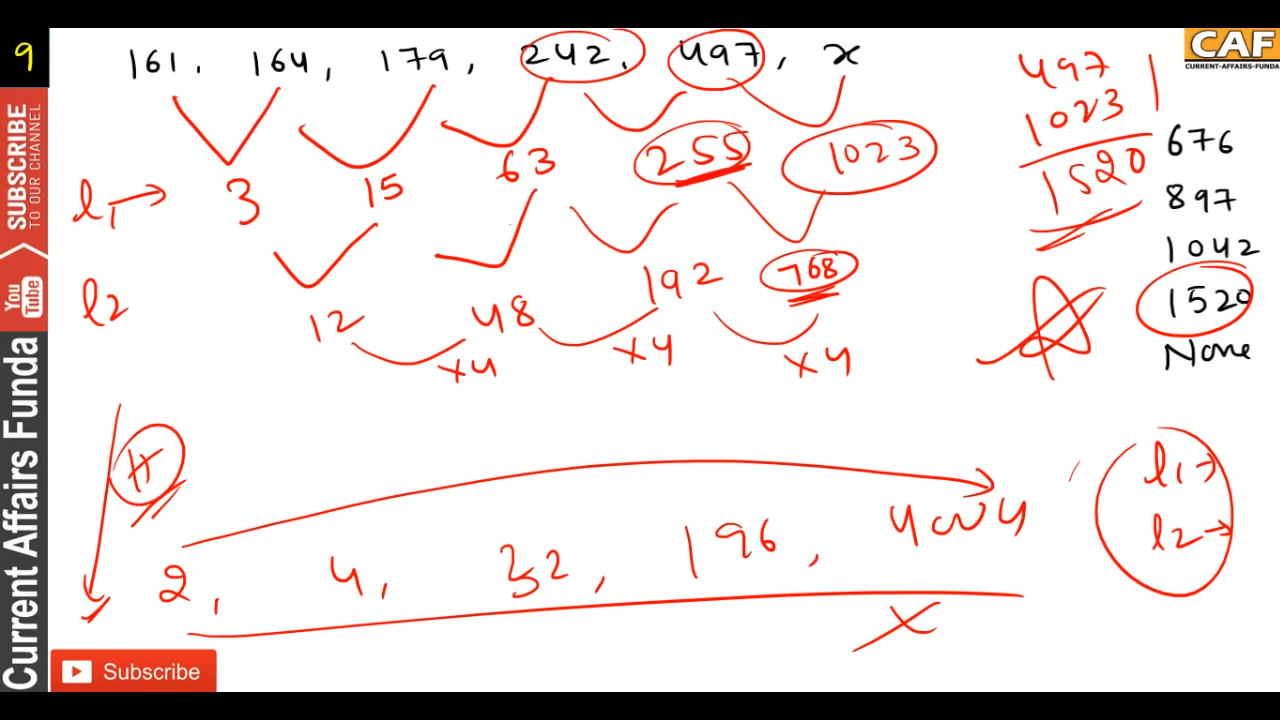 9
161, 164, 179, 242, 497, x
CAF
CURRENT-AFFAIRS-FUNDA
497
1023
1520
676
897
1042
1520
None
l1 → 3 15 63 255 1023
l2 12 48 192 768
x4 x4 x4
H
2, 4, 32, 196,
x
l1 →
l2 →
SUBSCRIBE
TO OUR CHANNEL
You Tube
Current Affairs Funda
Subscribe